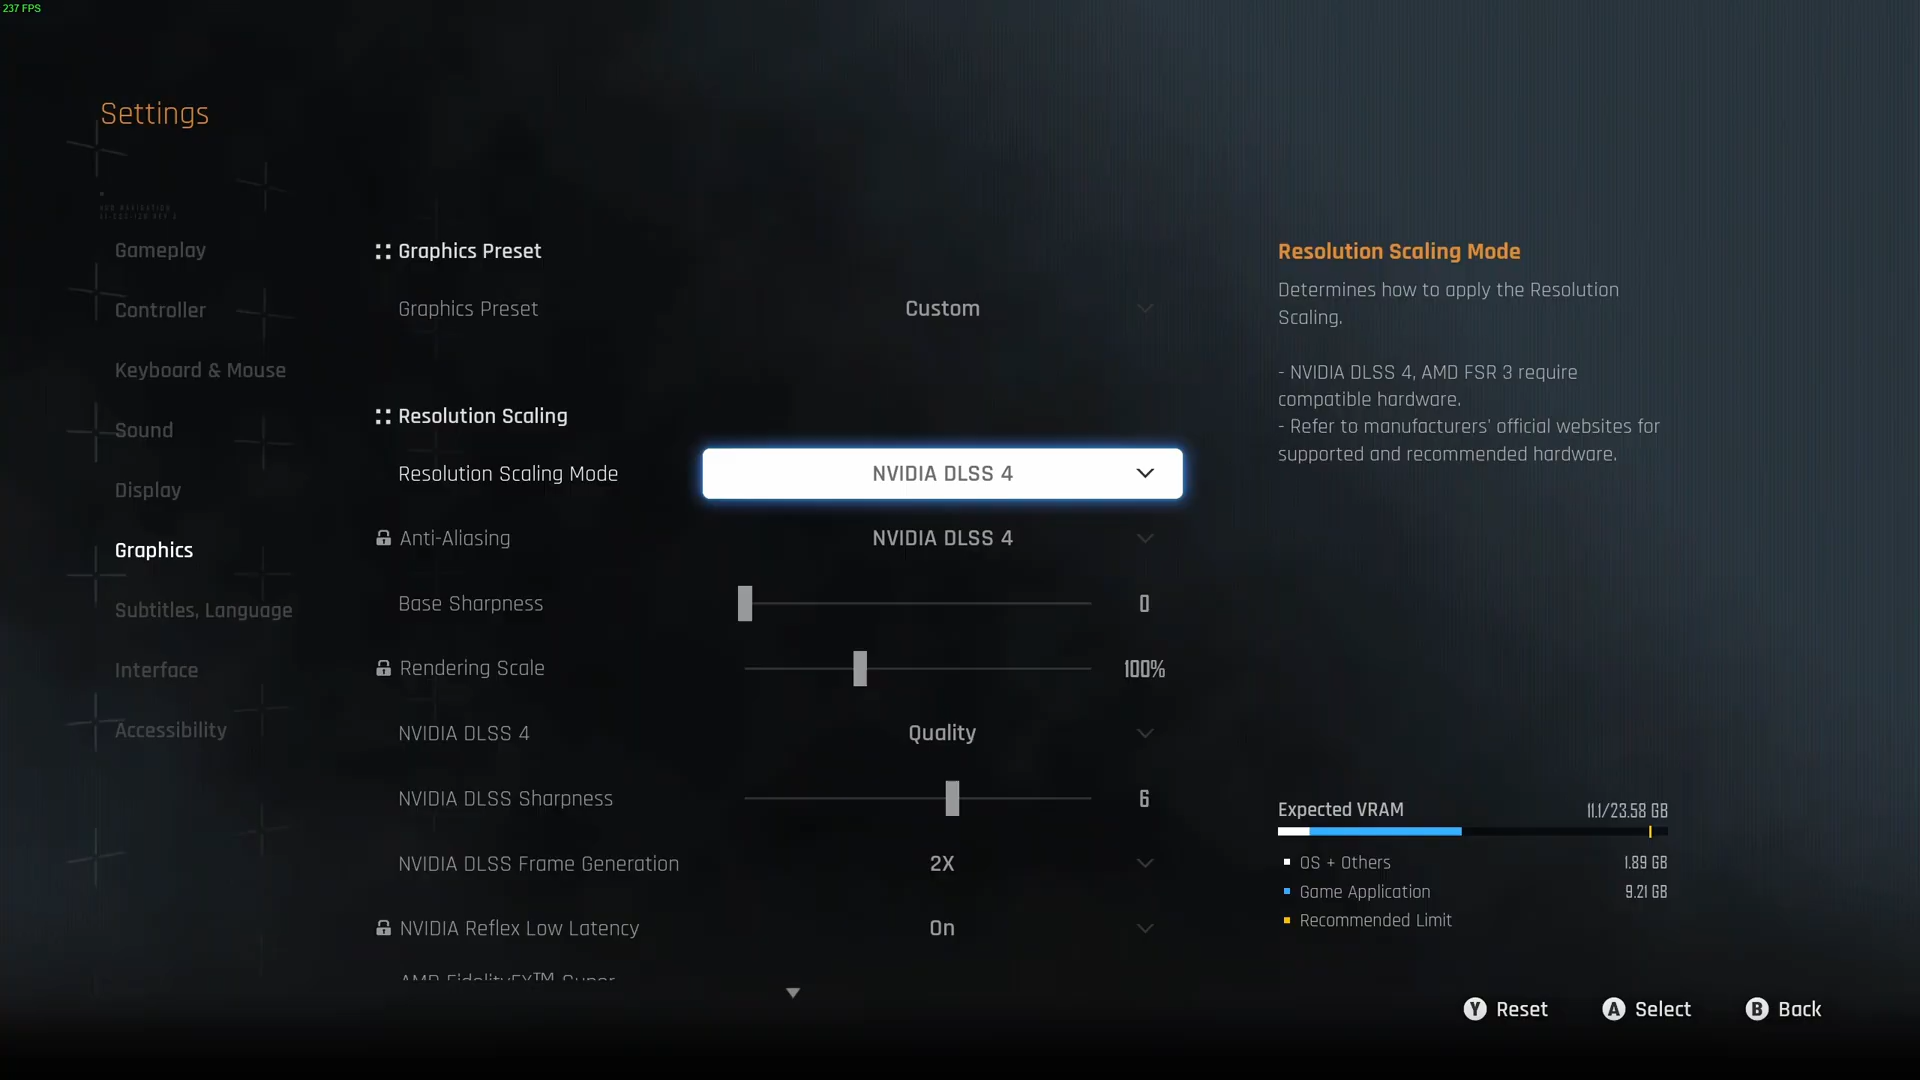 237 FPS
Settings
Gameplay
Controller
Keyboard & Mouse
Sound
Display
Graphics
Subtitles, Language
Interface
Accessibility
Graphics Preset
Graphics Preset
Custom
Resolution Scaling
Resolution Scaling Mode
NVIDIA DLSS 4
Anti-Aliasing
NVIDIA DLSS 4
Base Sharpness
0
Rendering Scale
100%
NVIDIA DLSS 4
Quality
NVIDIA DLSS Sharpness
6
NVIDIA DLSS Frame Generation
2X
NVIDIA Reflex Low Latency
On
AMD FidelityFX™ Super
Resolution Scaling Mode
Determines how to apply the Resolution
Scaling.
- NVIDIA DLSS 4, AMD FSR 3 require
compatible hardware.
- Refer to manufacturers' official websites for
supported and recommended hardware.
Expected VRAM
11.1/23.58 GB
OS + Others
1.89 GB
Game Application
9.21 GB
Recommended Limit
Y Reset
A Select
B Back